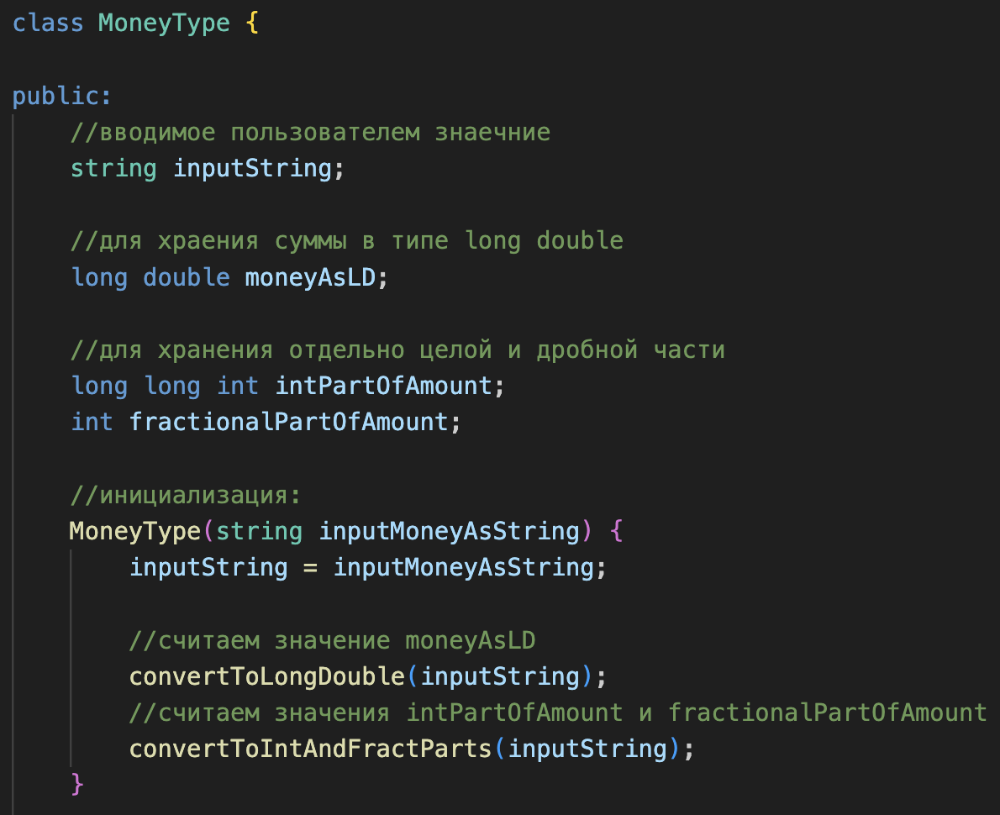 class MoneyType {
public:
//вводимое пользователем знаечние
string inputString;
//для храения суммы в типе long double
long double moneyAsLD;
//для хранения отдельно целой и дробной части
long long int intPartOfAmount;
int fractionalPartOfAmount;
//инициализация:
MoneyType(string inputMoneyAsString) {
inputString = inputMoneyAsString;
//считаем значение moneyAsLD
convertToLongDouble(inputString);
//считаем значения intPartOfAmount и fractionalPartOfAmount
convertToIntAndFractParts(inputString);
}